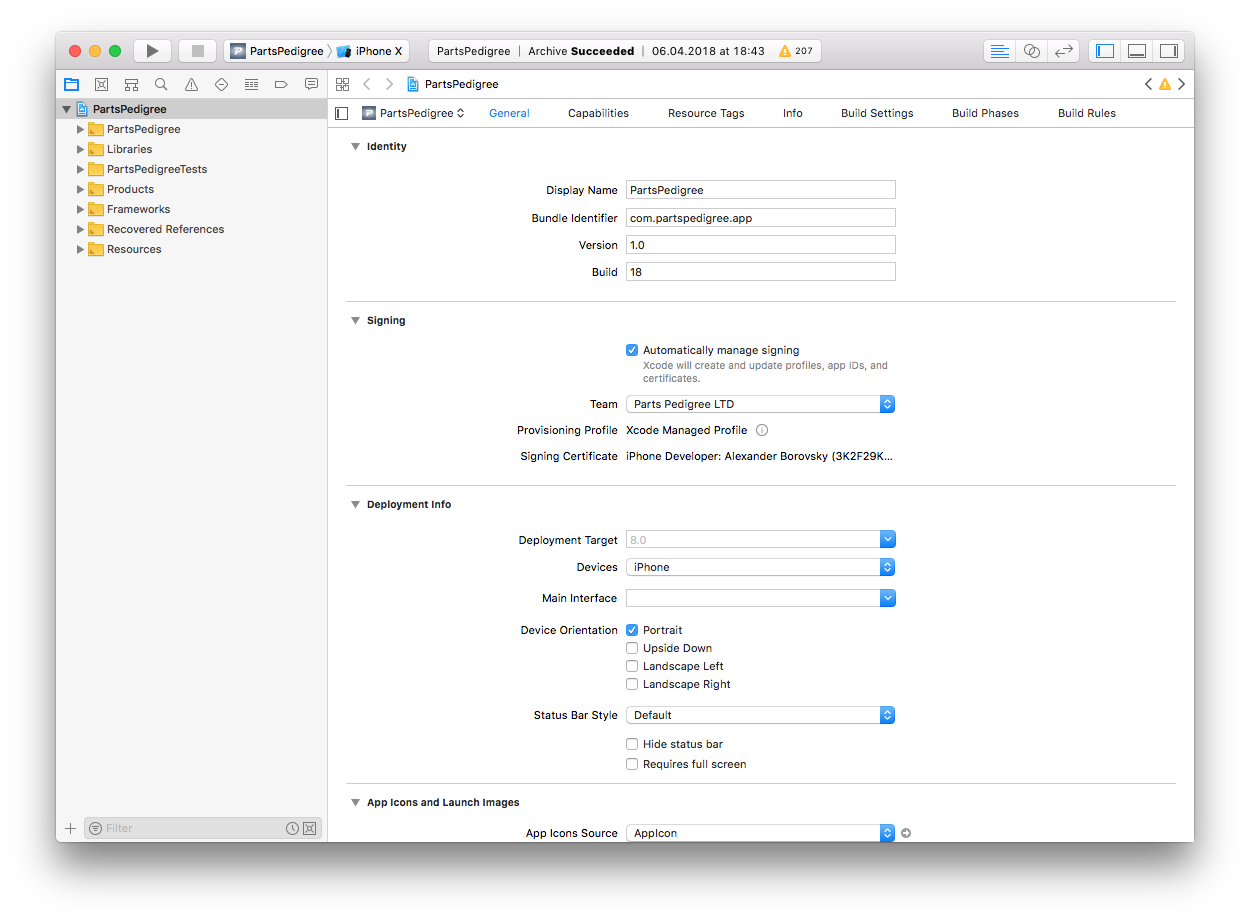 PartsPedigree iPhone X PartsPedigree | Archive Succeeded | 06.04.2018 at 18:43 207
PartsPedigree
PartsPedigree
PartsPedigree
Libraries
PartsPedigreeTests
Products
Frameworks
Recovered References
Resources
Filter
PartsPedigree General Capabilities Resource Tags Info Build Settings Build Phases Build Rules
Identity
Display Name PartsPedigree
Bundle Identifier com.partspedigree.app
Version 1.0
Build 18
Signing
Automatically manage signing
Xcode will create and update profiles, app IDs, and
certificates.
Team Parts Pedigree LTD
Provisioning Profile Xcode Managed Profile
Signing Certificate iPhone Developer: Alexander Borovsky (3K2F29K...
Deployment Info
Deployment Target 8.0
Devices iPhone
Main Interface
Device Orientation Portrait
Upside Down
Landscape Left
Landscape Right
Status Bar Style Default
Hide status bar
Requires full screen
App Icons and Launch Images
App Icons Source AppIcon